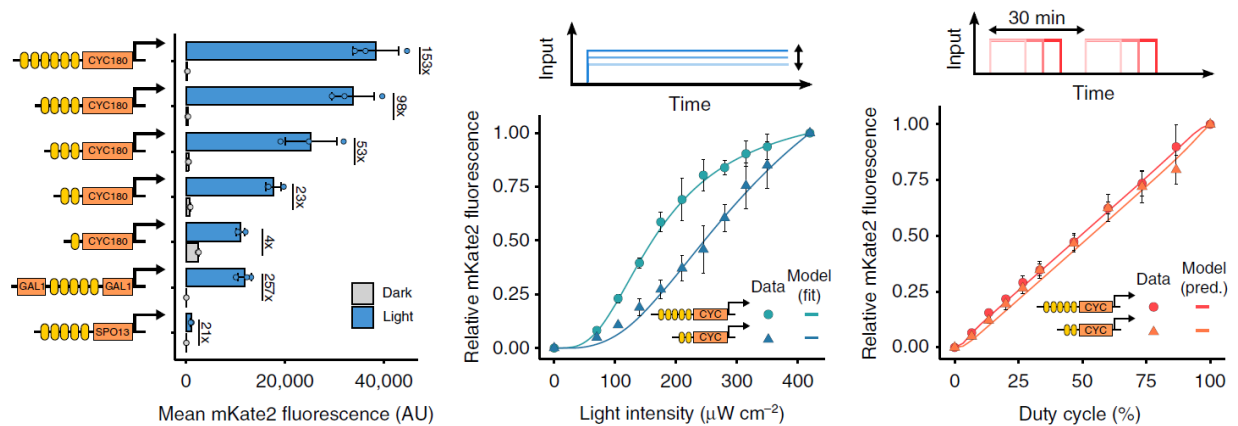 CYC180
CYC180
CYC180
CYC180
CYC180
GAL1 GAL1
SPO13
153x
98x
53x
23x
4x
257x
21x
Dark
Light
0 20,000 40,000
Mean mKate2 fluorescence (AU)
Input
Time
Relative mKate2 fluorescence
1.00
0.75
0.50
0.25
0.00
Data Model
(fit)
CYC
CYC
0 100 200 300 400
Light intensity (μW cm⁻²)
30 min
Input
Time
Relative mKate2 fluorescence
1.00
0.75
0.50
0.25
0.00
Data Model
(pred.)
CYC
CYC
0 25 50 75 100
Duty cycle (%)